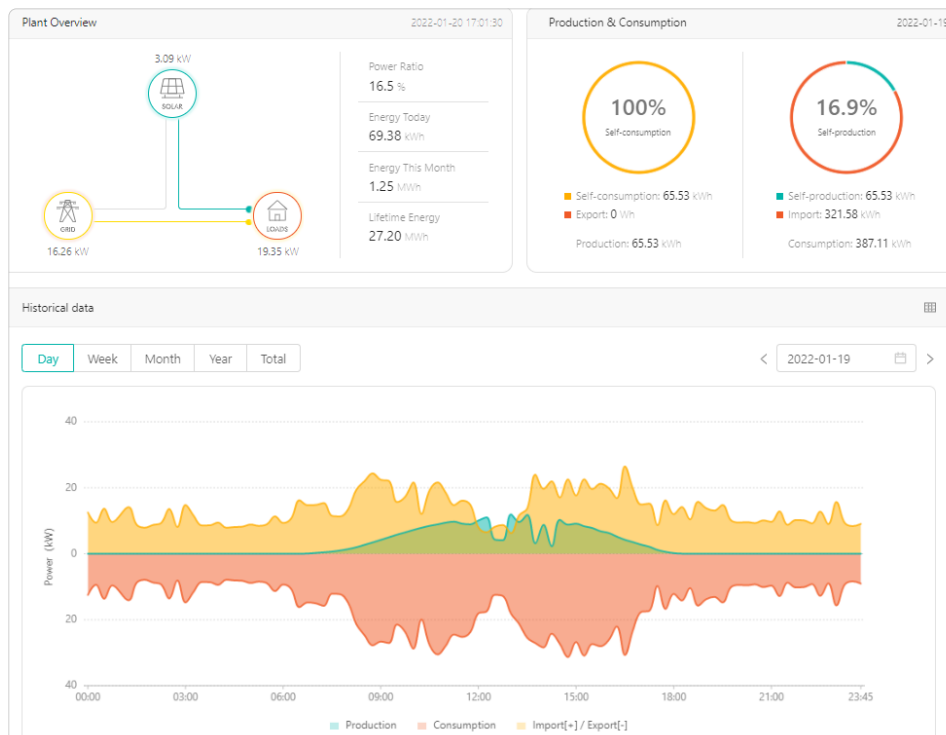 Plant Overview 2022-01-20 17:01:30
3.09 kW
SOLAR
GRID
16.26 kW
LOADS
19.35 kW
Power Ratio
16.5 %
Energy Today
69.38 kWh
Energy This Month
1.25 MWh
Lifetime Energy
27.20 MWh
Production & Consumption 2022-01-19
100%
Self-consumption
Self-consumption: 65.53 kWh
Export: 0 Wh
Production: 65.53 kWh
16.9%
Self-production
Self-production: 65.53 kWh
Import: 321.58 kWh
Consumption: 387.11 kWh
Historical data
Day Week Month Year Total
< 2022-01-19 >
Power (kW)
40
20
0
20
40
00:00 03:00 06:00 09:00 12:00 15:00 18:00 21:00 23:45
Production Consumption Import[+] / Export[-]